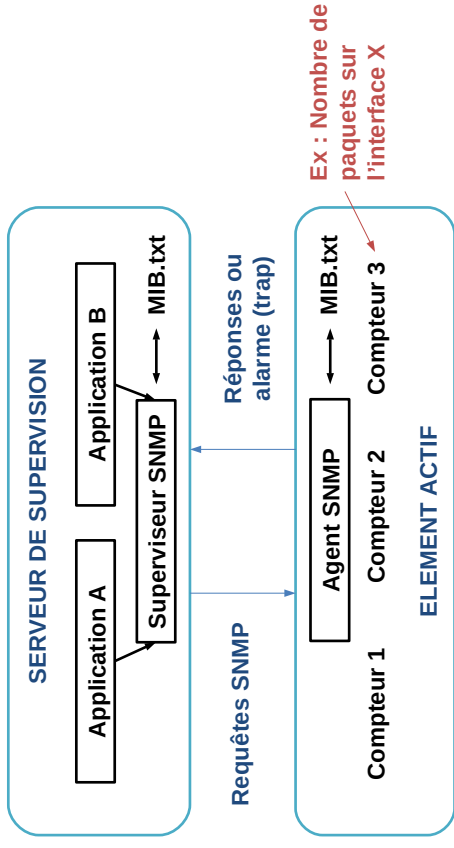 SERVEUR DE SUPERVISION
Application A
Application B
Superviseur SNMP
MIB.txt
Requêtes SNMP
Réponses ou
alarme (trap)
Agent SNMP
MIB.txt
Compteur 1
Compteur 2
Compteur 3
Ex : Nombre de
paquets sur
l'interface X
ELEMENT ACTIF